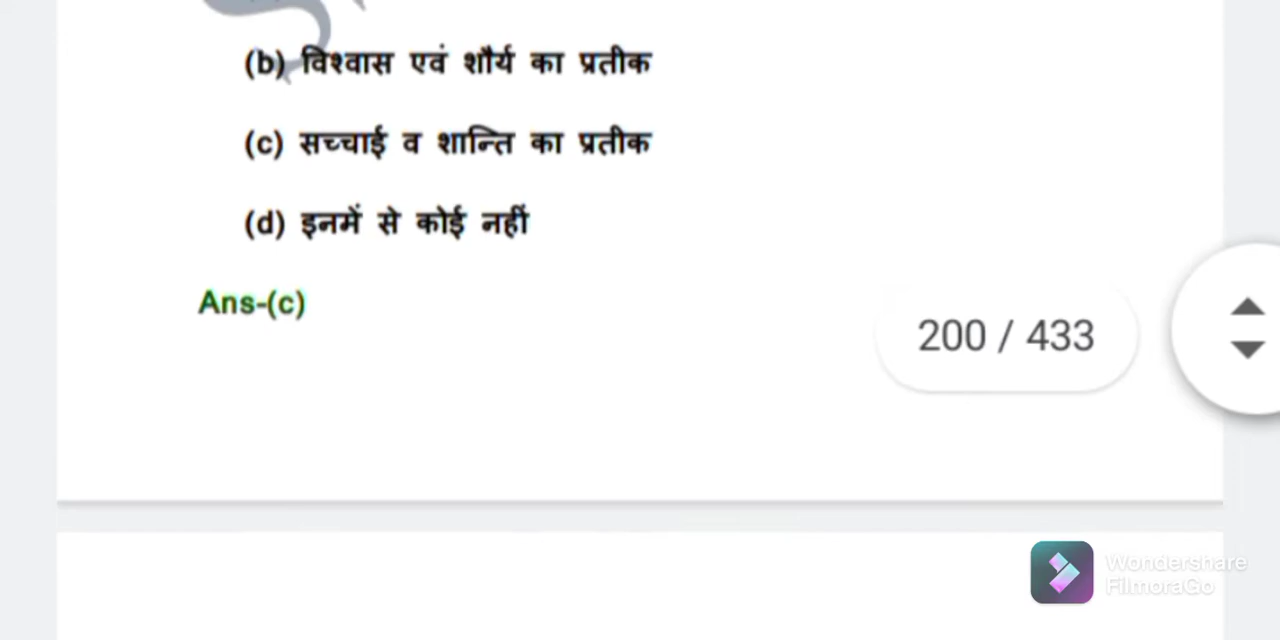 (b) विश्वास एवं शौर्य का प्रतीक
(c) सच्चाई व शान्ति का प्रतीक
(d) इनमें से कोई नहीं
Ans-(c)
200 / 433
Wondershare
FilmoraGo